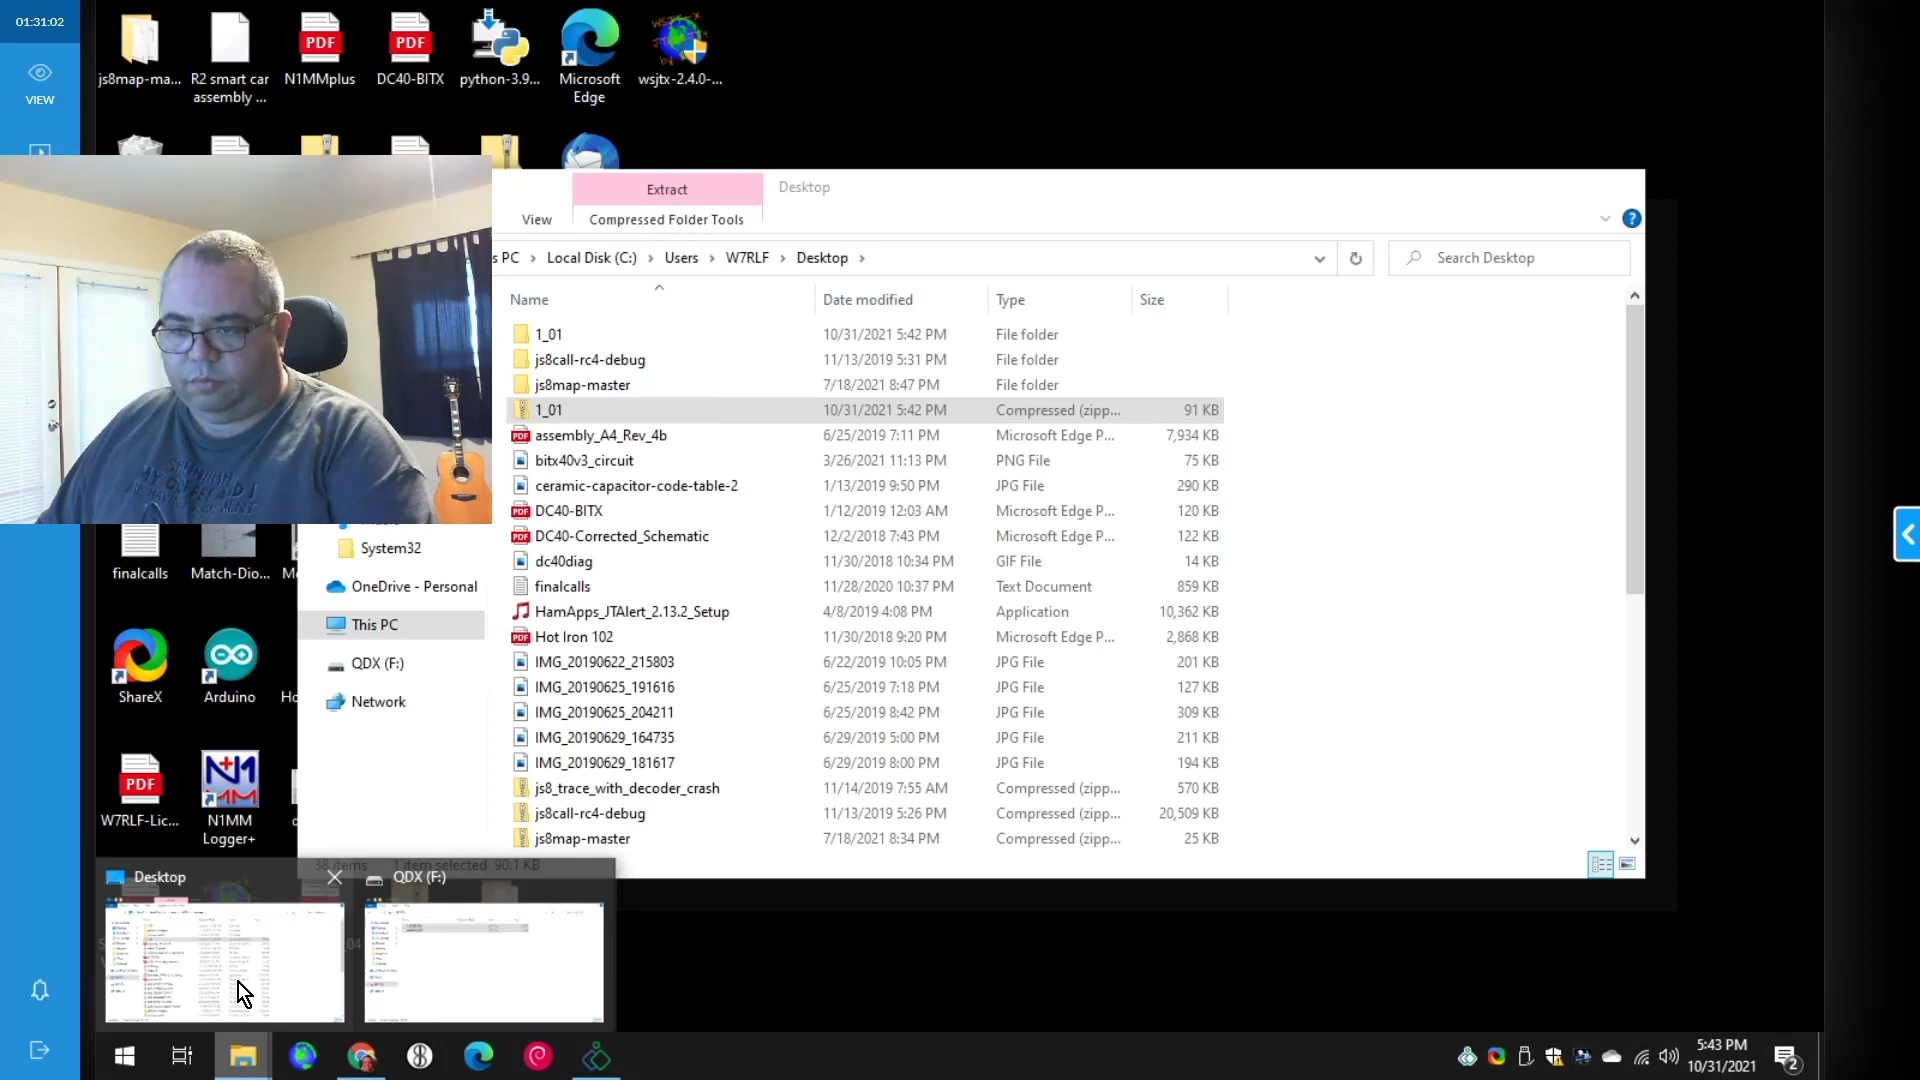 01:31:02
VIEW
js8map-ma...
R2 smart car
assembly ...
N1MMplus
DC40-BITX
python-3.9...
Microsoft
Edge
wsjtx-2.4.0-...
PDF
PDF
Extract
Desktop
View
Compressed Folder Tools
s PC > Local Disk (C:) > Users > W7RLF > Desktop >
Search Desktop
Name Date modified Type Size
1_01 10/31/2021 5:42 PM File folder
js8call-rc4-debug 11/13/2019 5:31 PM File folder
js8map-master 7/18/2021 8:47 PM File folder
1_01 10/31/2021 5:42 PM Compressed (zipp... 91 KB
assembly_A4_Rev_4b 6/25/2019 7:11 PM Microsoft Edge P... 7,934 KB
bitx40v3_circuit 3/26/2021 11:13 PM PNG File 75 KB
ceramic-capacitor-code-table-2 1/13/2019 9:50 PM JPG File 290 KB
DC40-BITX 1/12/2018 12:03 AM Microsoft Edge P... 120 KB
DC40-Corrected_Schematic 12/2/2018 7:43 PM Microsoft Edge P... 122 KB
dc40diag 11/30/2018 10:34 PM GIF File 14 KB
finalcalls 11/28/2020 10:37 PM Text Document 859 KB
HamApps_JTAlert_2.13.2_Setup 4/8/2019 4:08 PM Application 10,362 KB
Hot Iron 102 11/30/2018 9:20 PM Microsoft Edge P... 2,868 KB
IMG_20190622_215803 6/22/2019 10:05 PM JPG File 201 KB
IMG_20190625_191616 6/25/2019 7:18 PM JPG File 127 KB
IMG_20190625_204211 6/25/2019 8:42 PM JPG File 309 KB
IMG_20190629_164735 6/29/2019 5:00 PM JPG File 211 KB
IMG_20190629_181617 6/29/2019 8:00 PM JPG File 194 KB
js8_trace_with_decoder_crash 11/14/2019 7:55 AM Compressed (zipp... 570 KB
js8call-rc4-debug 11/13/2019 5:26 PM Compressed (zipp... 20,509 KB
js8map-master 7/18/2021 8:34 PM Compressed (zipp... 25 KB
System32
OneDrive - Personal
This PC
QDX (F:)
Network
finalcalls
Match-Dio...
ShareX
Arduino
PDF
W7RLF-Lic...
N1MM
Logger+
38 items 1 item selected 90.1 KB
Desktop
QDX (F:)
5:43 PM
10/31/2021
2